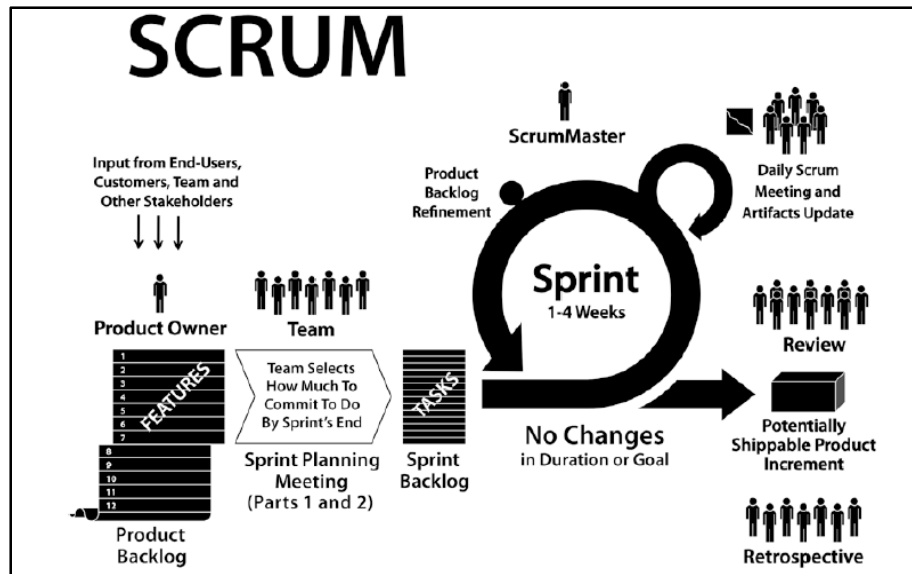 SCRUM
Input from End-Users,
Customers, Team and
Other Stakeholders
Product Owner
1
2
3
4
5
6
7
FEATURES
8
9
10
11
12
Product
Backlog
Team
Team Selects
How Much To
Commit To Do
By Sprint's End
Sprint Planning
Meeting
(Parts 1 and 2)
TASKS
Sprint
Backlog
ScrumMaster
Product
Backlog
Refinement
Sprint
1-4 Weeks
No Changes
in Duration or Goal
Daily Scrum
Meeting and
Artifacts Update
Review
Potentially
Shippable Product
Increment
Retrospective